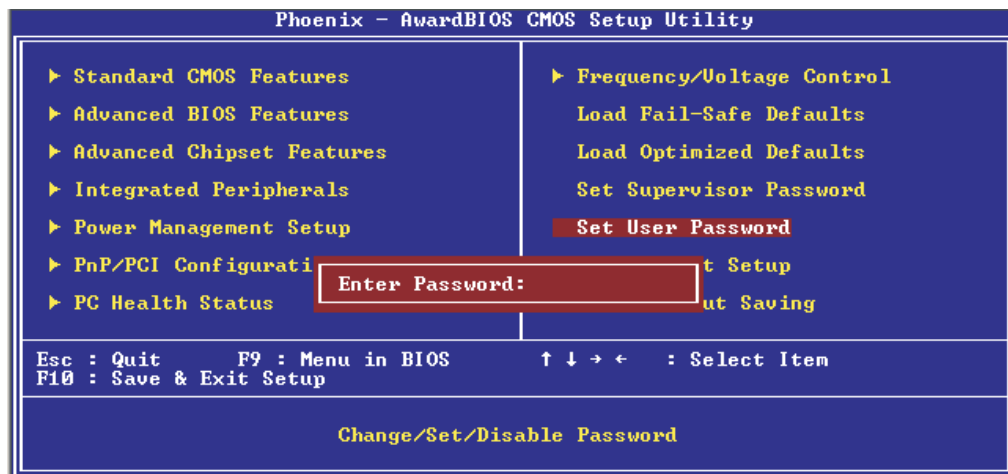 Phoenix - AwardBIOS CMOS Setup Utility
Standard CMOS Features
Advanced BIOS Features
Advanced Chipset Features
Integrated Peripherals
Power Management Setup
PnP/PCI Configurati
PC Health Status
Frequency/Voltage Control
Load Fail-Safe Defaults
Load Optimized Defaults
Set Supervisor Password
Set User Password
t Setup
ut Saving
Enter Password:
Esc : Quit F9 : Menu in BIOS ↑ ↓ → ← : Select Item
F10 : Save & Exit Setup
Change/Set/Disable Password